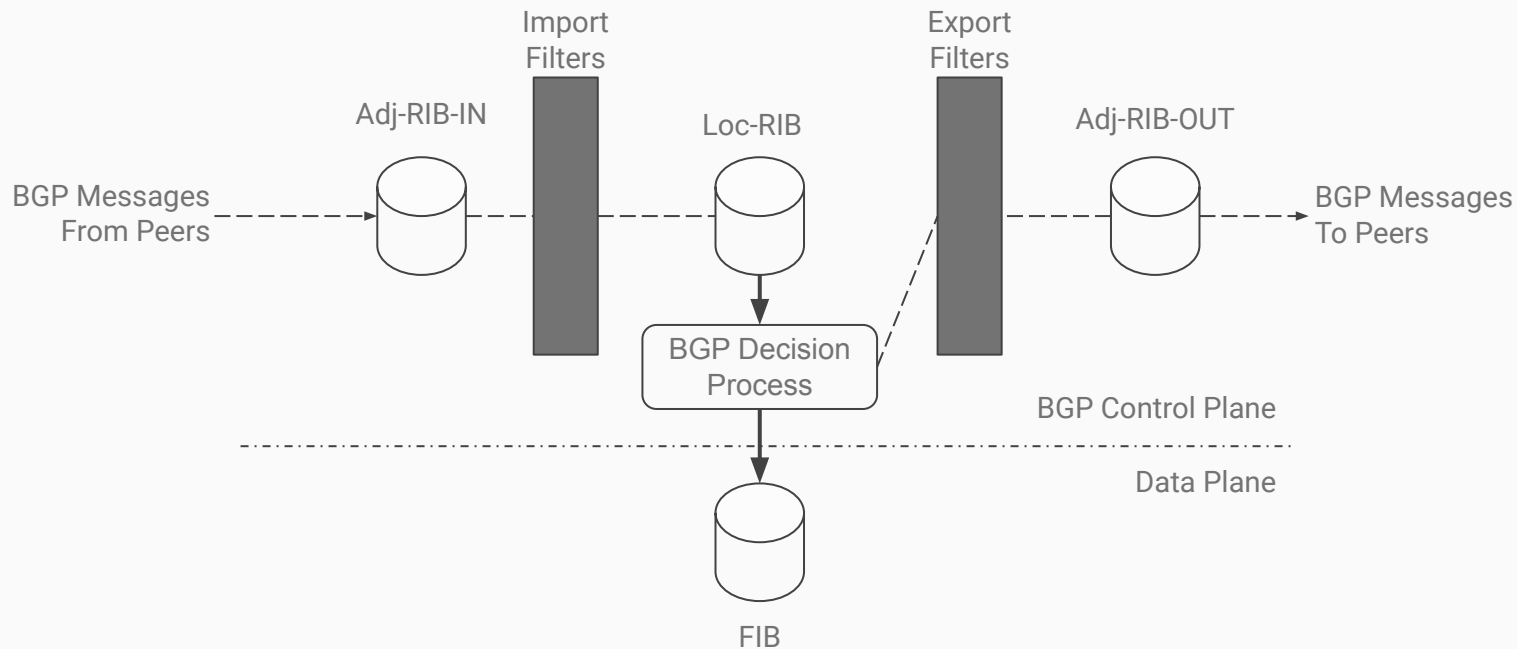 Import
Filters
Export
Filters
Adj-RIB-IN
Loc-RIB
Adj-RIB-OUT
BGP Messages
From Peers
BGP Messages
To Peers
BGP Decision
Process
BGP Control Plane
Data Plane
FIB